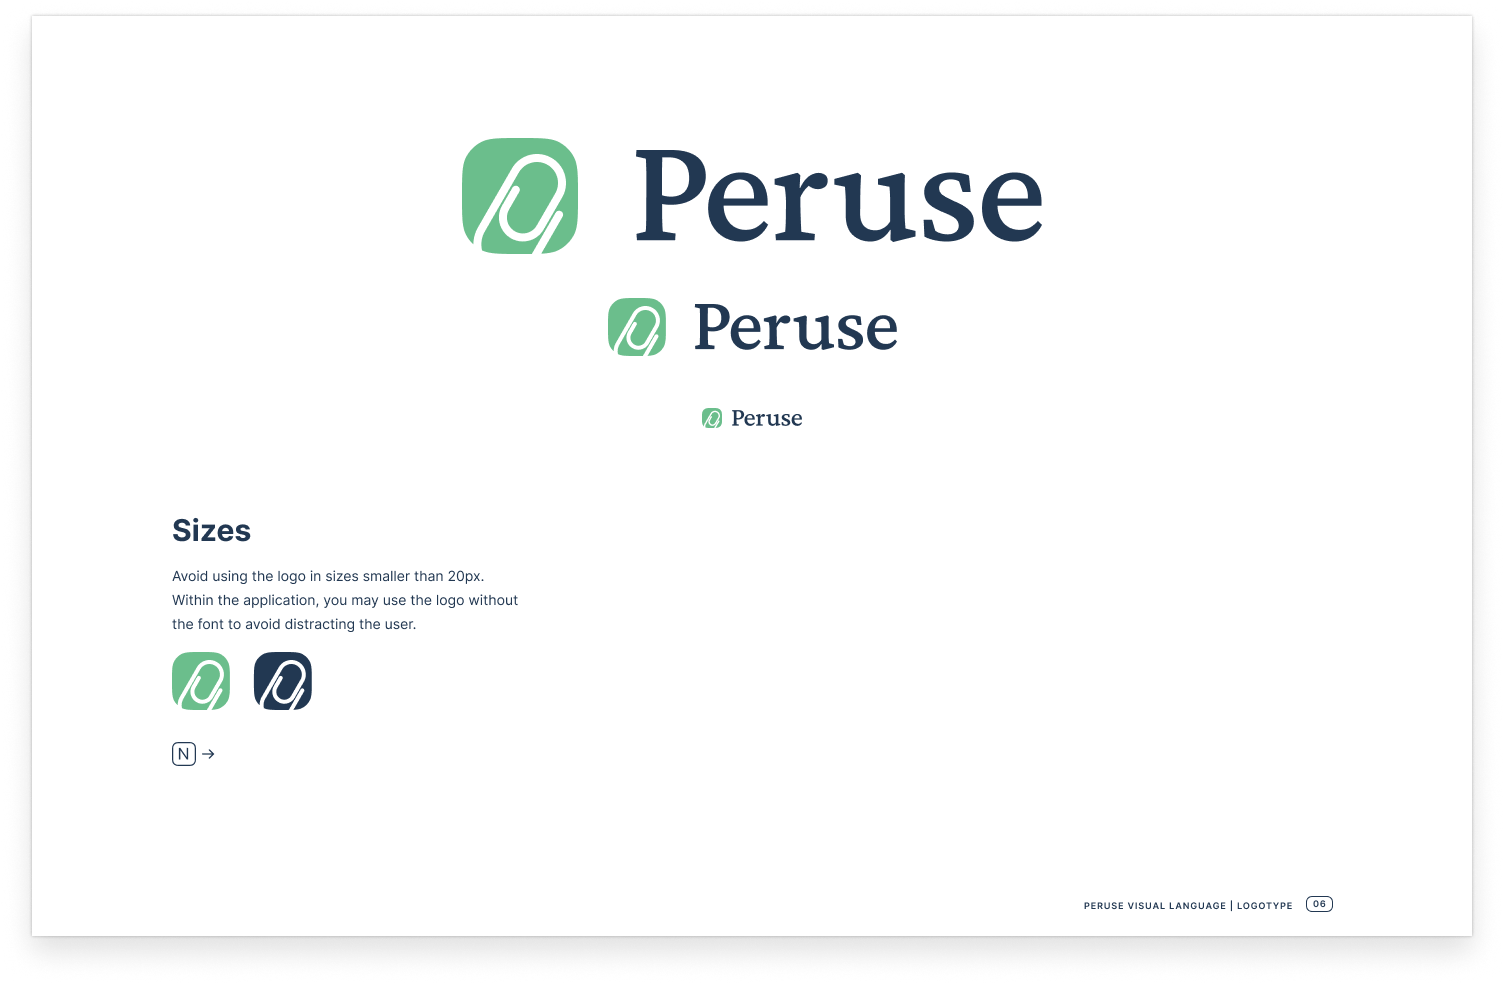 Peruse
Peruse
Peruse
Sizes
Avoid using the logo in sizes smaller than 20px.
Within the application, you may use the logo without
the font to avoid distracting the user.
N →
PERUSE VISUAL LANGUAGE | LOGOTYPE 06